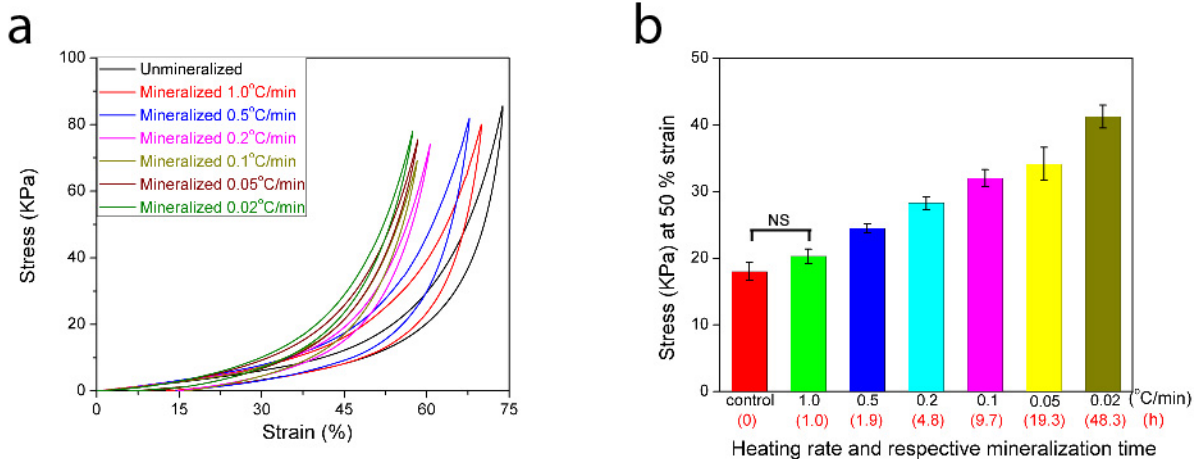 a
100
80
60
40
20
0
Stress (KPa)
Unmineralized
Mineralized 1.0°C/min
Mineralized 0.5°C/min
Mineralized 0.2°C/min
Mineralized 0.1°C/min
Mineralized 0.05°C/min
Mineralized 0.02°C/min
0 15 30 45 60 75
Strain (%)
b
50
40
30
20
10
0
Stress (KPa) at 50 % strain
NS
control 1.0 0.5 0.2 0.1 0.05 0.02 (°C/min)
(0) (1.0) (1.9) (4.8) (9.7) (19.3) (48.3) (h)
Heating rate and respective mineralization time